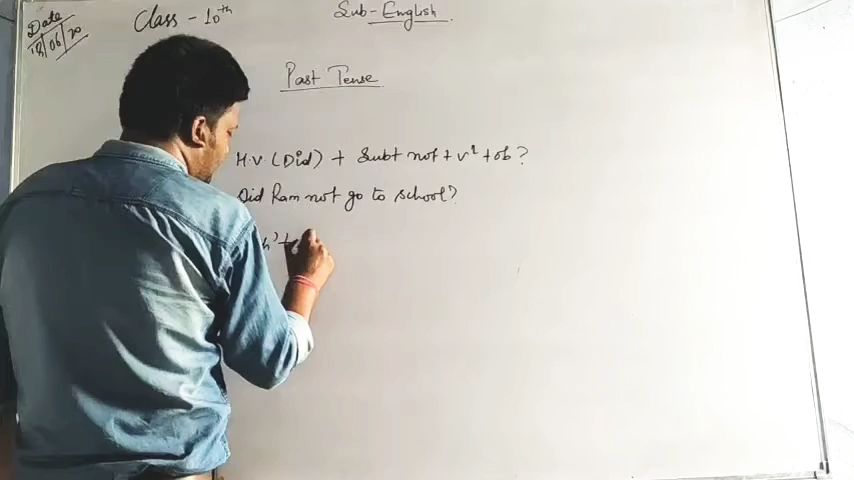 Date
18/06/20
Class - 10th
Sub - English
Past Tense
H.V. (Did) + Sub + not + v1 + ob ?
Did Ram not go to school ?